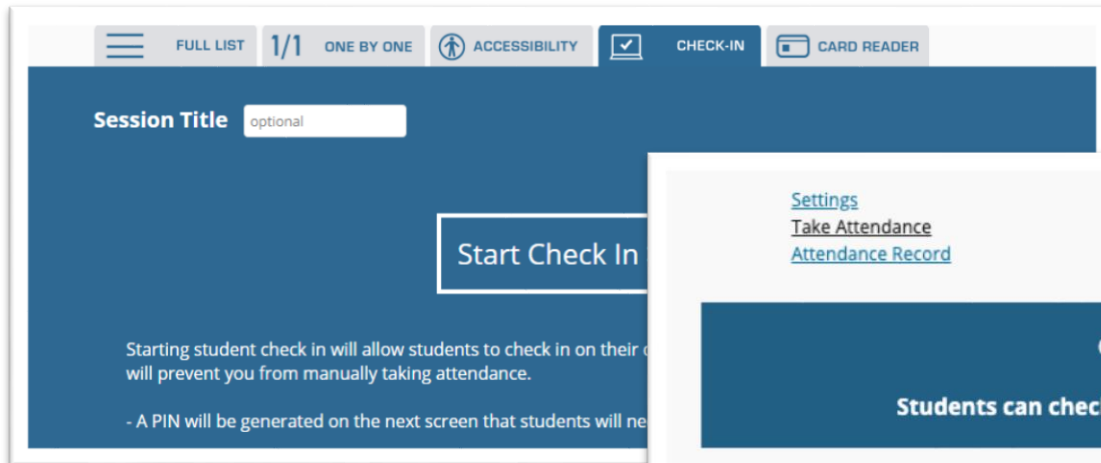 FULL LIST 1/1 ONE BY ONE ACCESSIBILITY CHECK-IN CARD READER
Session Title optional
Start Check In
Starting student check in will allow students to check in on their
will prevent you from manually taking attendance.
- A PIN will be generated on the next screen that students will
Settings
Take Attendance
Attendance Record
Students can